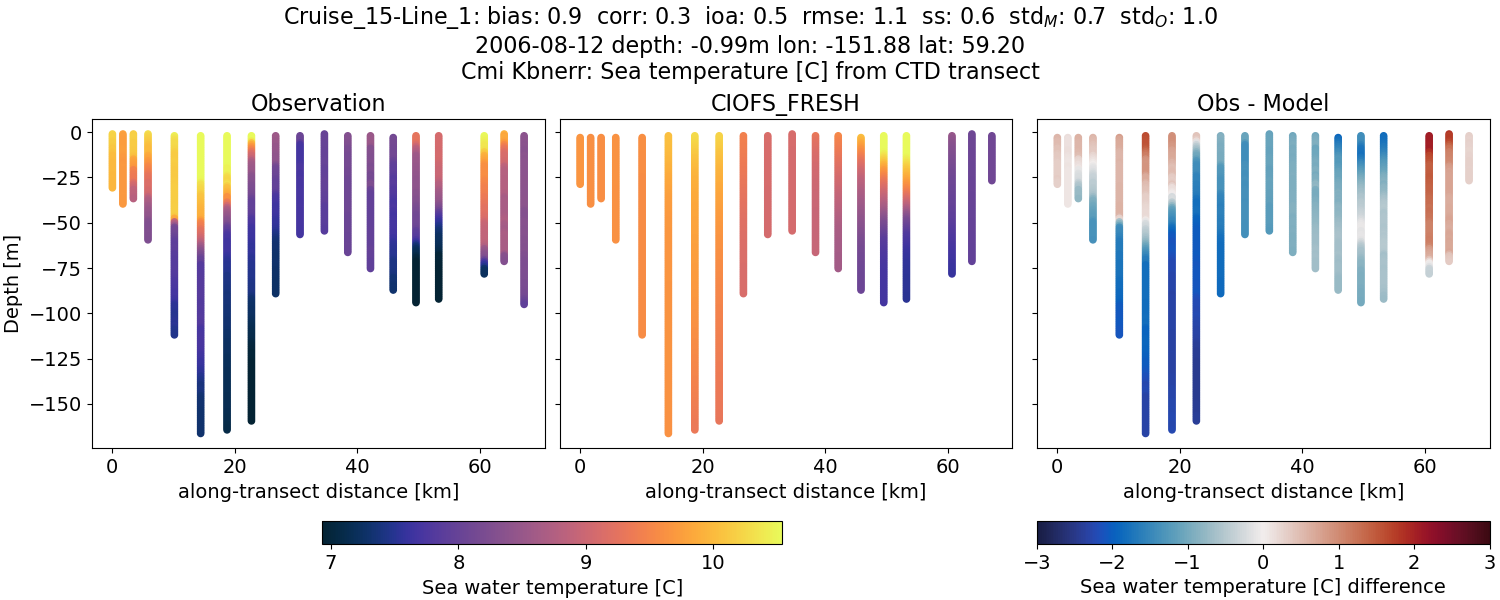 Cruise_15-Line_1: bias: 0.9 corr: 0.3 ioa: 0.5 rmse: 1.1 ss: 0.6 std_M: 0.7 std_O: 1.0
2006-08-12 depth: -0.99m lon: -151.88 lat: 59.20
Cmi Kbnerr: Sea temperature [C] from CTD transect
Observation
CIOFS_FRESH
Obs - Model
Depth [m]
0
−25
−50
−75
−100
−125
−150
0 20 40 60
0 20 40 60
0 20 40 60
along-transect distance [km]
along-transect distance [km]
along-transect distance [km]
7 8 9 10
Sea water temperature [C]
−3 −2 −1 0 1 2 3
Sea water temperature [C] difference